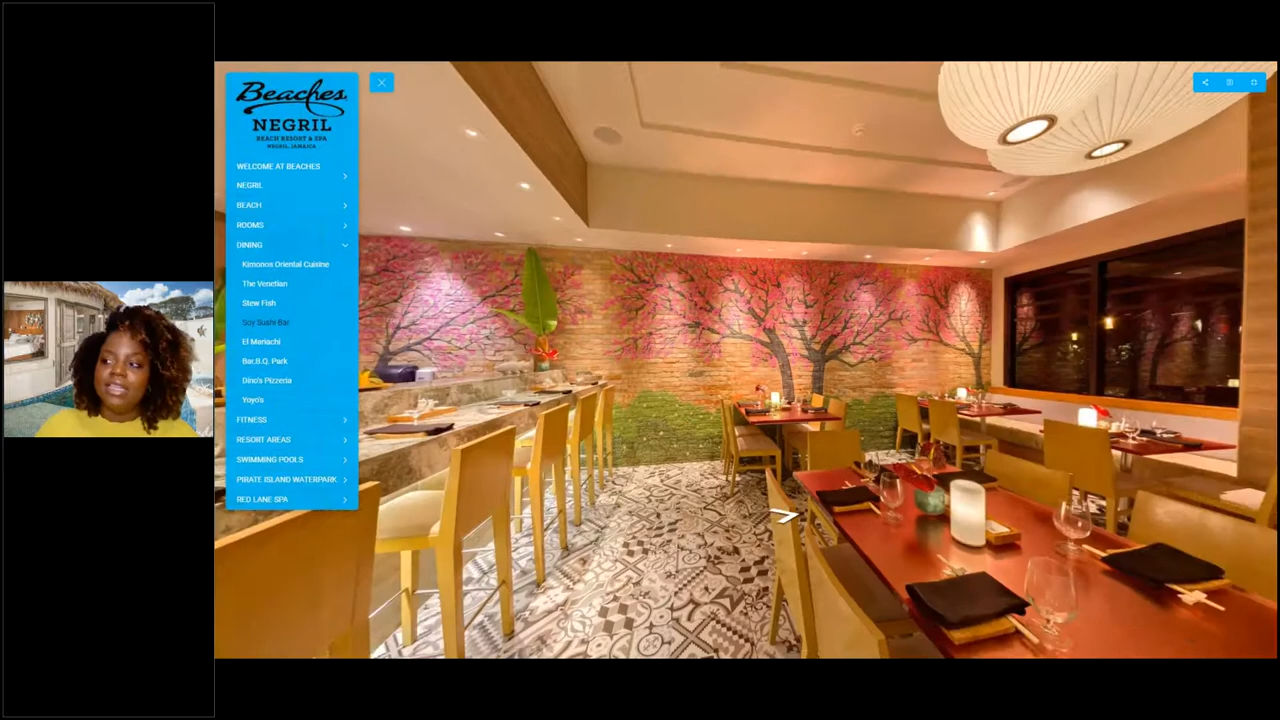 Beaches
NEGRIL
BEACH RESORT & SPA
NEGRIL, JAMAICA
WELCOME AT BEACHES
NEGRIL
BEACH
ROOMS
DINING
Kimonos Oriental Cuisine
The Venetian
Stew Fish
Soy Sushi Bar
El Mariachi
Bar.B.Q. Park
Dino's Pizzeria
Yoyo's
FITNESS
RESORT AREAS
SWIMMING POOLS
PIRATE ISLAND WATERPARK
RED LANE SPA